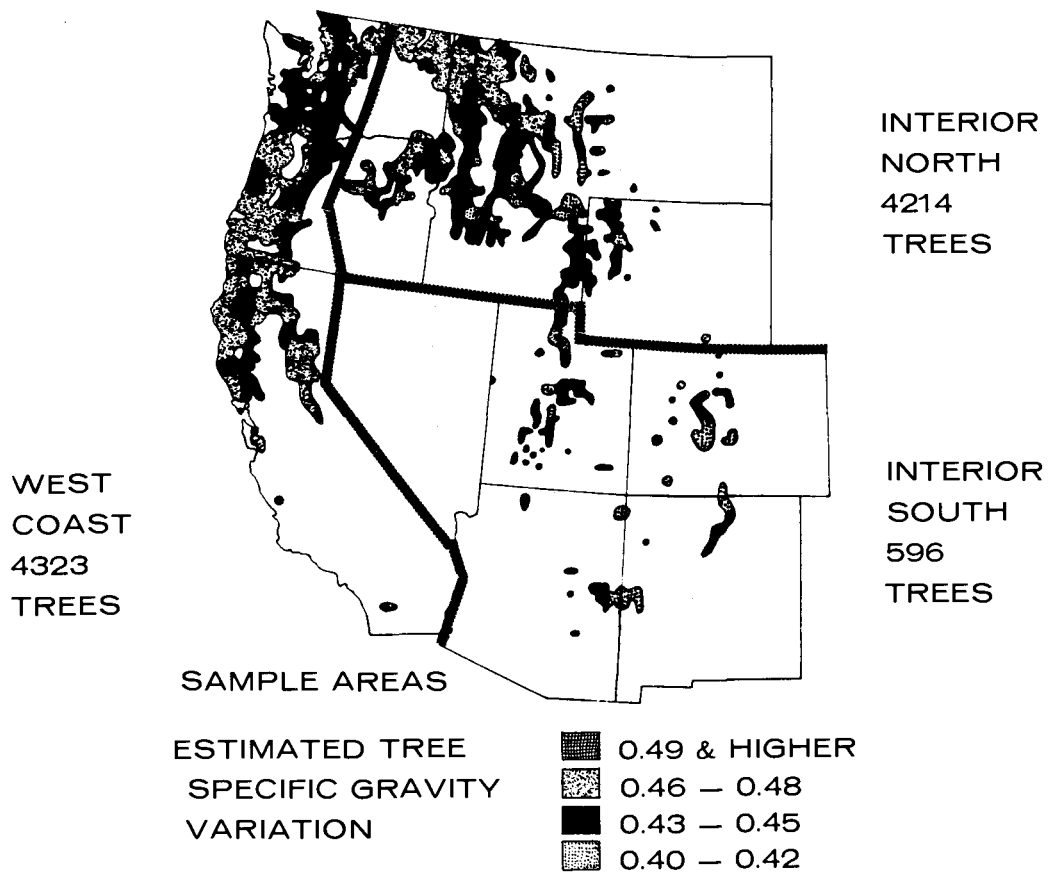 INTERIOR
NORTH
4214
TREES
WEST
COAST
4323
TREES
INTERIOR
SOUTH
596
TREES
SAMPLE AREAS
ESTIMATED TREE
SPECIFIC GRAVITY
VARIATION
0.49 & HIGHER
0.46 – 0.48
0.43 – 0.45
0.40 – 0.42